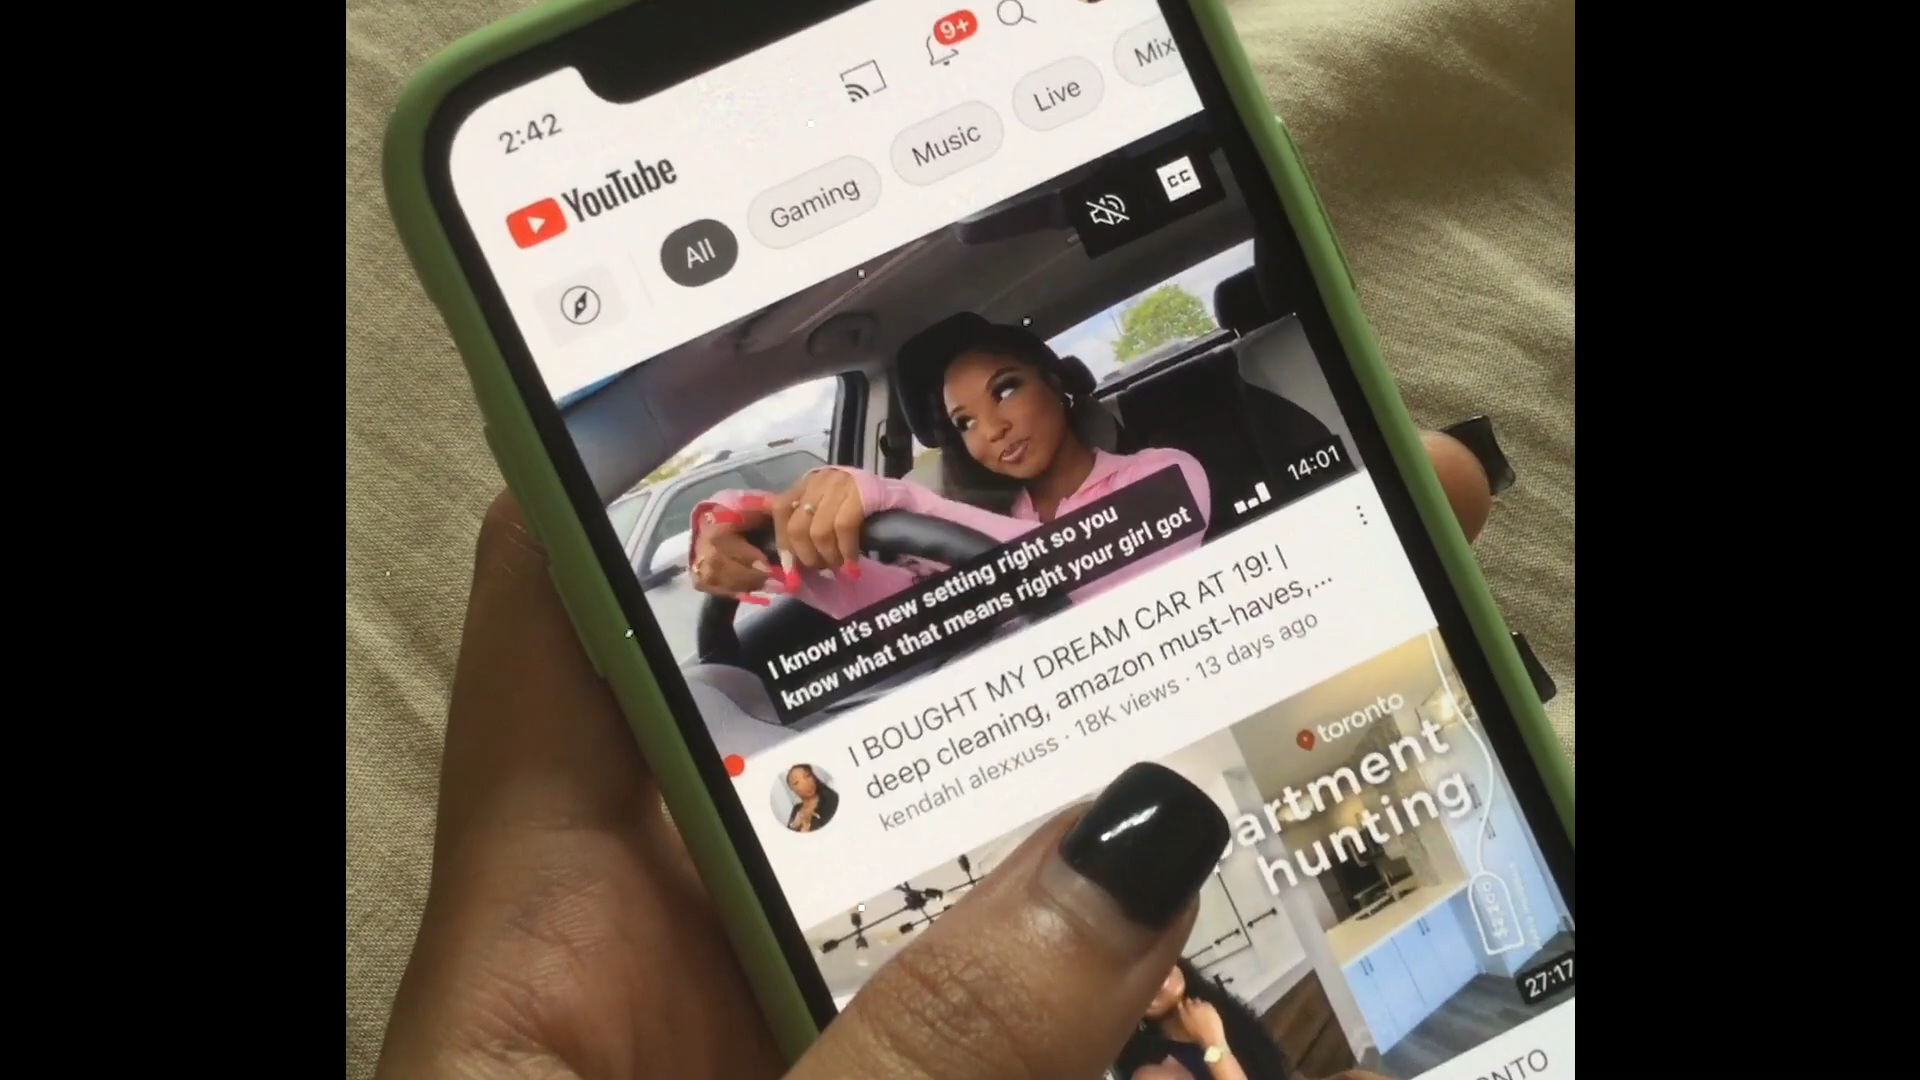 9+
2:42
YouTube
All
Gaming
Music
Live
Mix
CC
I know it's new setting right so you
know what that means right your girl got
14:01
I BOUGHT MY DREAM CAR AT 19! |
deep cleaning, amazon must-haves,...
kendahl alexxuss · 18K views · 13 days ago
toronto
artment
hunting
27:17
ONTO